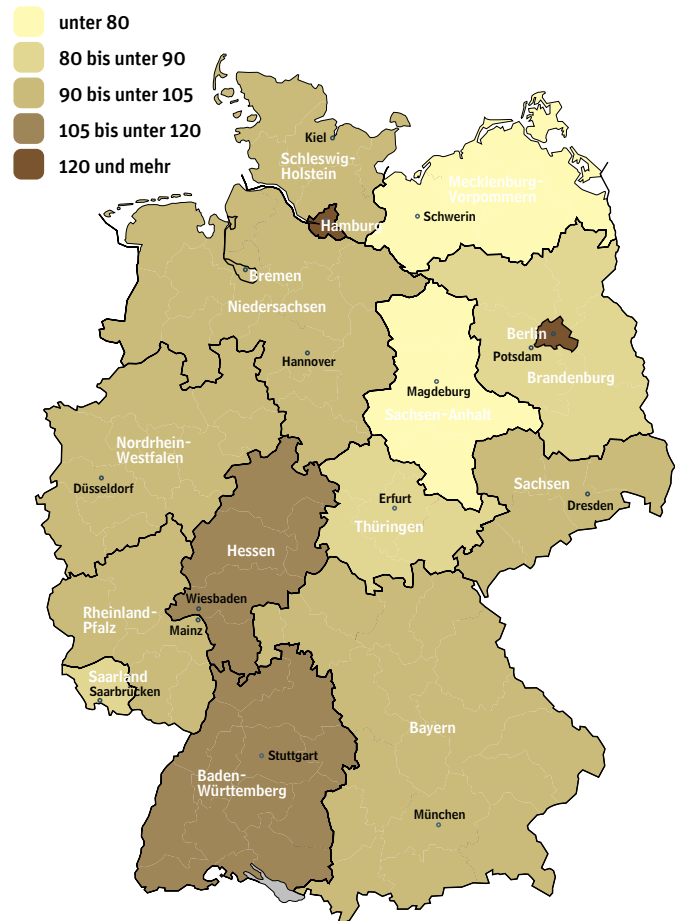 unter 80
80 bis unter 90
90 bis unter 105
105 bis unter 120
120 und mehr
Kiel
Schleswig-
Holstein
Mecklenburg-
Vorpommern
Schwerin
Hamburg
Bremen
Niedersachsen
Hannover
Berlin
Potsdam
Brandenburg
Magdeburg
Sachsen-Anhalt
Nordrhein-
Westfalen
Düsseldorf
Sachsen
Dresden
Erfurt
Thüringen
Hessen
Wiesbaden
Rheinland-
Pfalz
Mainz
Saarland
Saarbrücken
Bayern
Stuttgart
Baden-
Württemberg
München